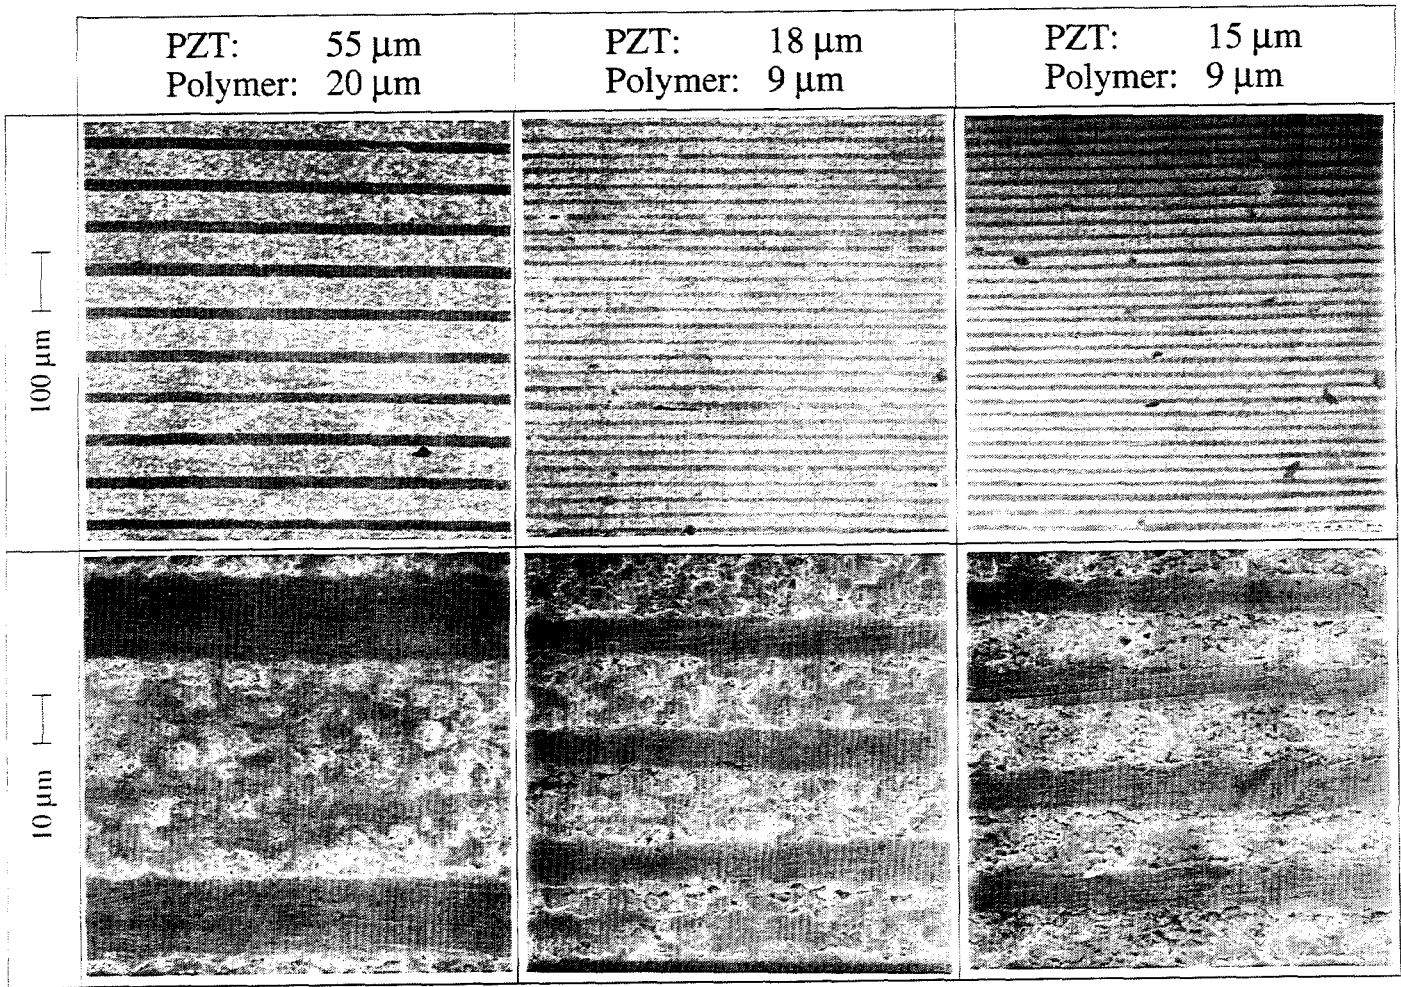 PZT: 55 μm
Polymer: 20 μm
PZT: 18 μm
Polymer: 9 μm
PZT: 15 μm
Polymer: 9 μm
100 μm
10 μm